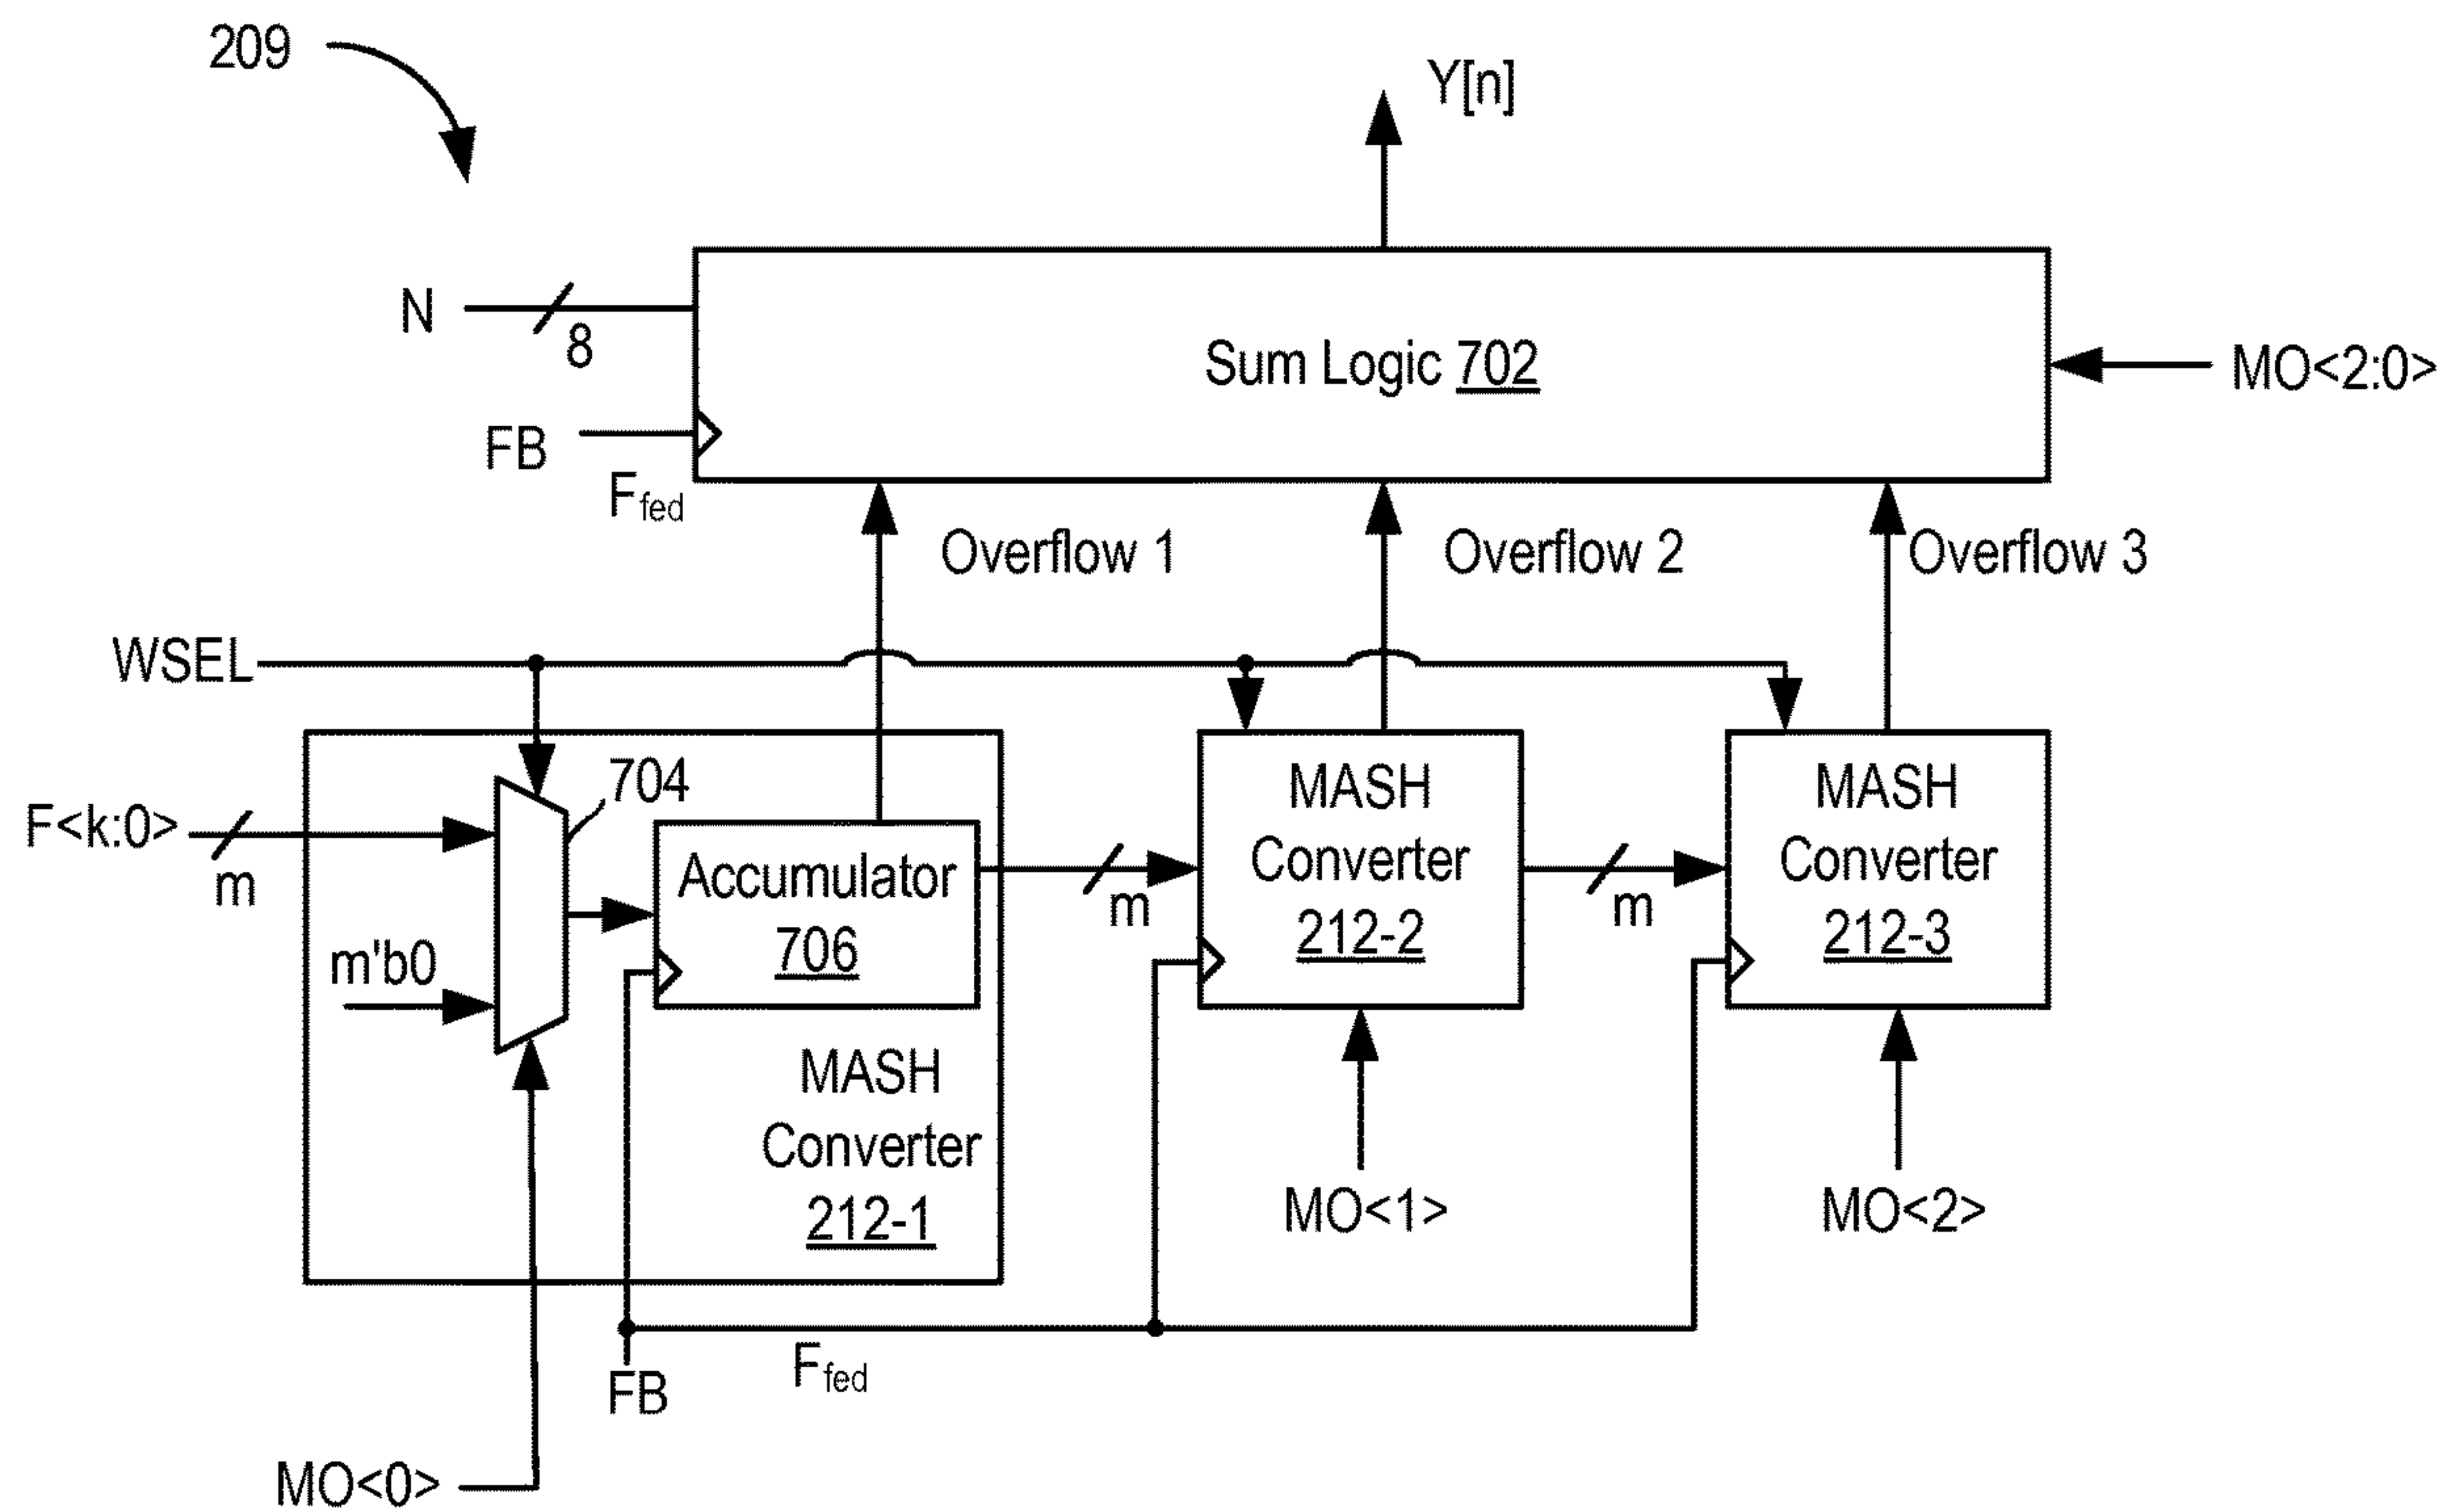 209
Y[n]
N
8
Sum Logic 702
MO<2:0>
FB
Ffed
Overflow 1
Overflow 2
Overflow 3
WSEL
704
F<k:0>
m
m'b0
Accumulator
706
m
MASH
Converter
212-2
m
MASH
Converter
212-3
MASH
Converter
212-1
MO<1>
MO<2>
Ffed
FB
MO<0>